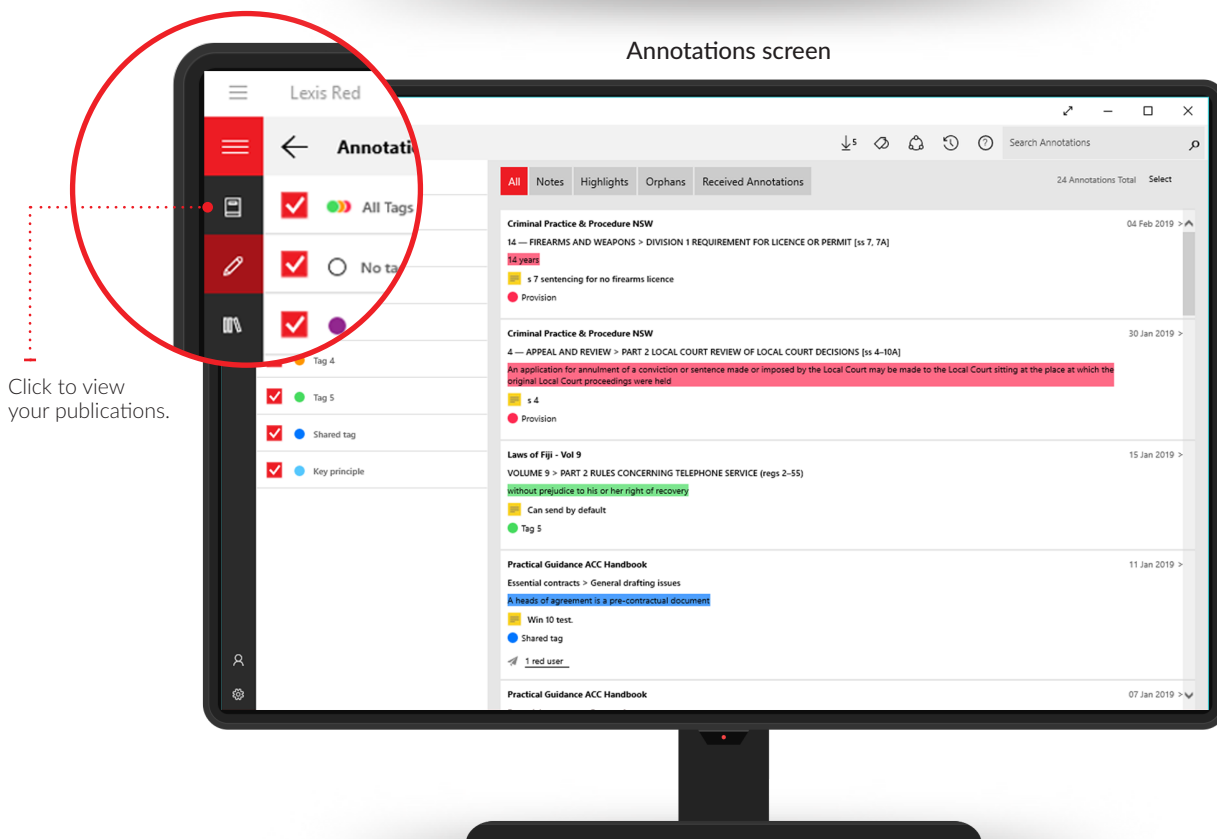 Annotations screen
Lexis Red
Annotatio
5
?
Search Annotations
All Tags
No ta
Tag 4
Tag 5
Shared tag
Key principle
Click to view
your publications.
All Notes Highlights Orphans Received Annotations
24 Annotations Total Select
Criminal Practice & Procedure NSW 04 Feb 2019 >
14 — FIREARMS AND WEAPONS > DIVISION 1 REQUIREMENT FOR LICENCE OR PERMIT [ss 7, 7A]
14 years
s 7 sentencing for no firearms licence
Provision
Criminal Practice & Procedure NSW 30 Jan 2019 >
4 — APPEAL AND REVIEW > PART 2 LOCAL COURT REVIEW OF LOCAL COURT DECISIONS [ss 4–10A]
An application for annulment of a conviction or sentence made or imposed by the Local Court may be made to the Local Court sitting at the place at which the
original Local Court proceedings were held
s 4
Provision
Laws of Fiji - Vol 9 15 Jan 2019 >
VOLUME 9 > PART 2 RULES CONCERNING TELEPHONE SERVICE (regs 2–55)
without prejudice to his or her right of recovery
Can send by default
Tag 5
Practical Guidance ACC Handbook 11 Jan 2019 >
Essential contracts > General drafting issues
A heads of agreement is a pre-contractual document
Win 10 test.
Shared tag
1 red user
Practical Guidance ACC Handbook 07 Jan 2019 >